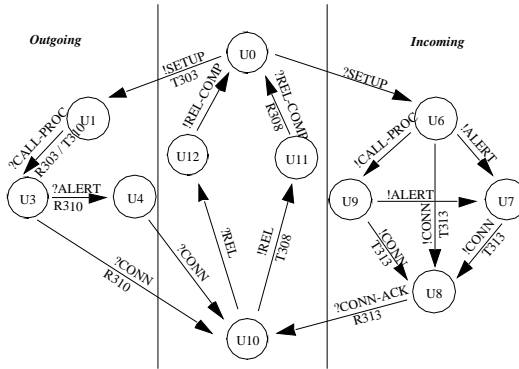 Outgoing
Incoming
U0
!SETUP
T303
?SETUP
!REL-COMP
?REL-COMP
R308
U1
U6
?CALL-PROC
R303 / T310
!CALL-PROC
!ALERT
U12
U11
U3
?ALERT
R310
U4
U9
!ALERT
U7
!CONN
T313
!CONN
T313
!CONN
T313
?CONN
R310
?CONN
?REL
!REL
T308
U8
?CONN-ACK
R313
U10